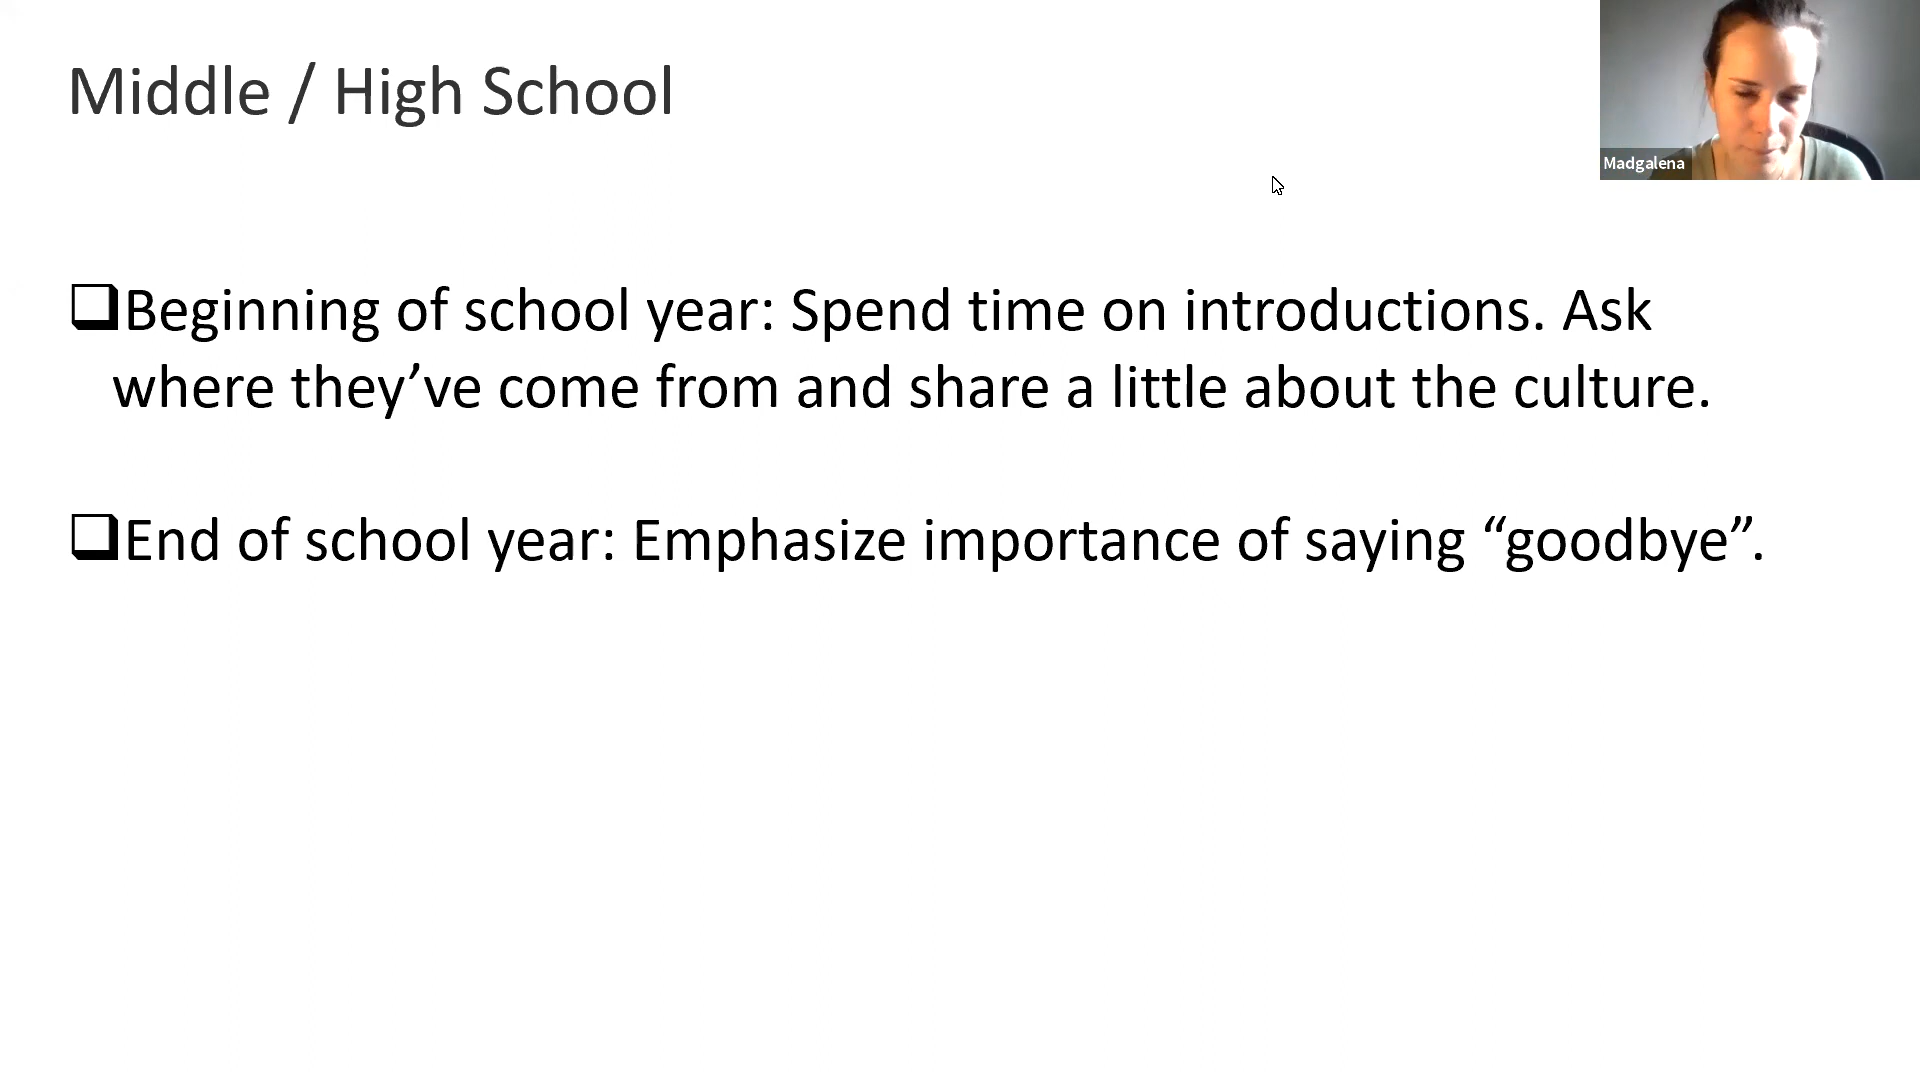 Middle / High School
Madgalena
❑Beginning of school year: Spend time on introductions. Ask
where they’ve come from and share a little about the culture.
❑End of school year: Emphasize importance of saying “goodbye”.